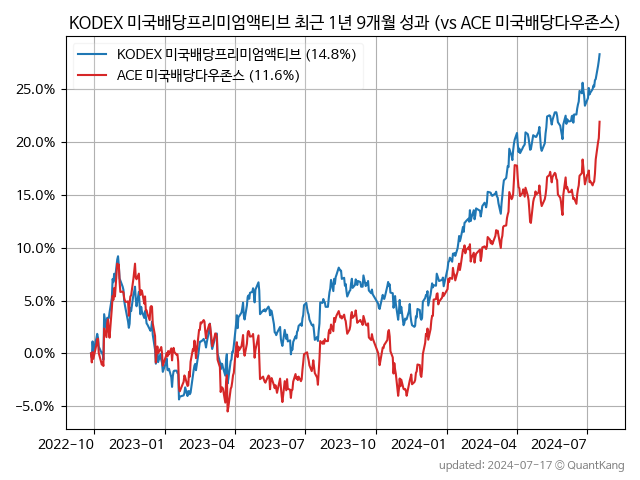 KODEX 미국배당프리미엄액티브 최근 1년 9개월 성과 (vs ACE 미국배당다우존스)
KODEX 미국배당프리미엄액티브 (14.8%)
ACE 미국배당다우존스 (11.6%)
25.0%
20.0%
15.0%
10.0%
5.0%
0.0%
−5.0%
2022-10 2023-01 2023-04 2023-07 2023-10 2024-01 2024-04 2024-07
updated: 2024-07-17 © QuantKang